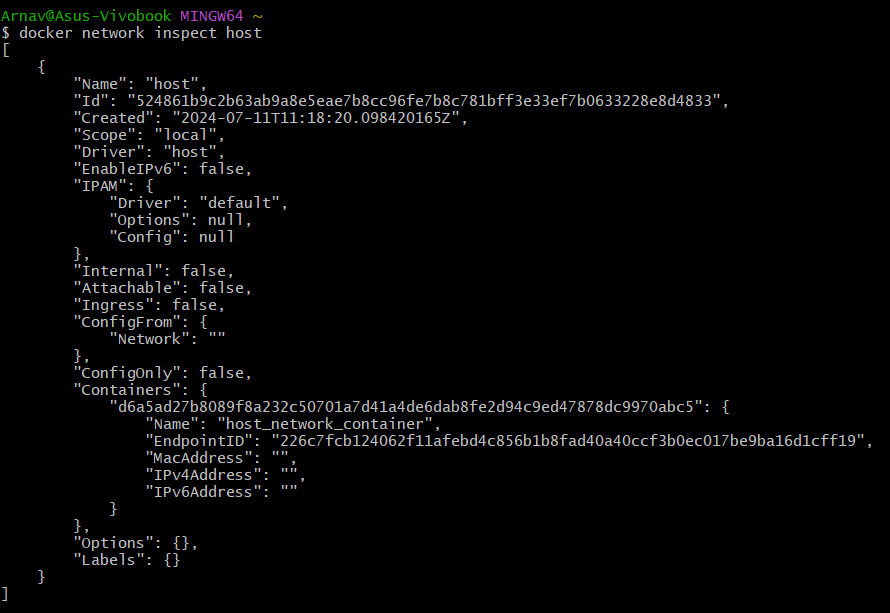 Arnav@Asus-Vivobook MINGW64 ~
$ docker network inspect host
[
    {
        "Name": "host",
        "Id": "524861b9c2b63ab9a8e5eae7b8cc96fe7b8c781bff3e33ef7b0633228e8d4833",
        "Created": "2024-07-11T11:18:20.098420165Z",
        "Scope": "local",
        "Driver": "host",
        "EnableIPv6": false,
        "IPAM": {
            "Driver": "default",
            "Options": null,
            "Config": null
        },
        "Internal": false,
        "Attachable": false,
        "Ingress": false,
        "ConfigFrom": {
            "Network": ""
        },
        "ConfigOnly": false,
        "Containers": {
            "d6a5ad27b8089f8a232c50701a7d41a4de6dab8fe2d94c9ed47878dc9970abc5": {
                "Name": "host_network_container",
                "EndpointID": "226c7fcb124062f11afebd4c856b1b8fad40a40ccf3b0ec017be9ba16d1cff19",
                "MacAddress": "",
                "IPv4Address": "",
                "IPv6Address": ""
            }
        },
        "Options": {},
        "Labels": {}
    }
]